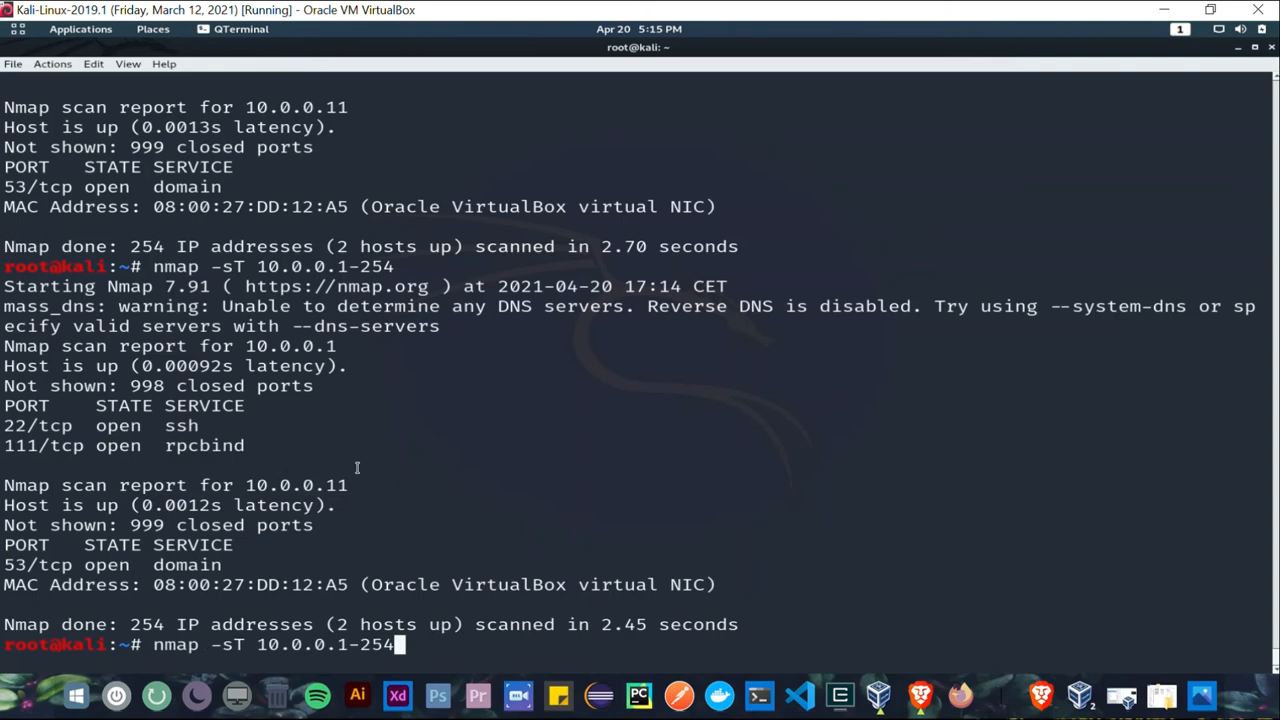 Kali-Linux-2019.1 (Friday, March 12, 2021) [Running] - Oracle VM VirtualBox
Applications Places QTerminal Apr 20 5:15 PM 1
root@kali: ~
File Actions Edit View Help
Nmap scan report for 10.0.0.11
Host is up (0.0013s latency).
Not shown: 999 closed ports
PORT STATE SERVICE
53/tcp open domain
MAC Address: 08:00:27:DD:12:A5 (Oracle VirtualBox virtual NIC)
Nmap done: 254 IP addresses (2 hosts up) scanned in 2.70 seconds
root@kali:~# nmap -sT 10.0.0.1-254
Starting Nmap 7.91 ( https://nmap.org ) at 2021-04-20 17:14 CET
mass_dns: warning: Unable to determine any DNS servers. Reverse DNS is disabled. Try using --system-dns or sp
ecify valid servers with --dns-servers
Nmap scan report for 10.0.0.1
Host is up (0.00092s latency).
Not shown: 998 closed ports
PORT STATE SERVICE
22/tcp open ssh
111/tcp open rpcbind
Nmap scan report for 10.0.0.11
Host is up (0.0012s latency).
Not shown: 999 closed ports
PORT STATE SERVICE
53/tcp open domain
MAC Address: 08:00:27:DD:12:A5 (Oracle VirtualBox virtual NIC)
Nmap done: 254 IP addresses (2 hosts up) scanned in 2.45 seconds
root@kali:~# nmap -sT 10.0.0.1-254
Ai Xd Ps Pr PC